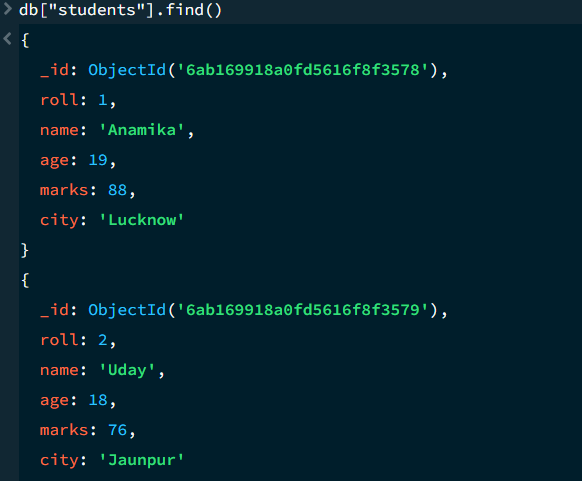 > db["students"].find()
< {
_id: ObjectId('6ab169918a0fd5616f8f3578'),
roll: 1,
name: 'Anamika',
age: 19,
marks: 88,
city: 'Lucknow'
}
{
_id: ObjectId('6ab169918a0fd5616f8f3579'),
roll: 2,
name: 'Uday',
age: 18,
marks: 76,
city: 'Jaunpur'